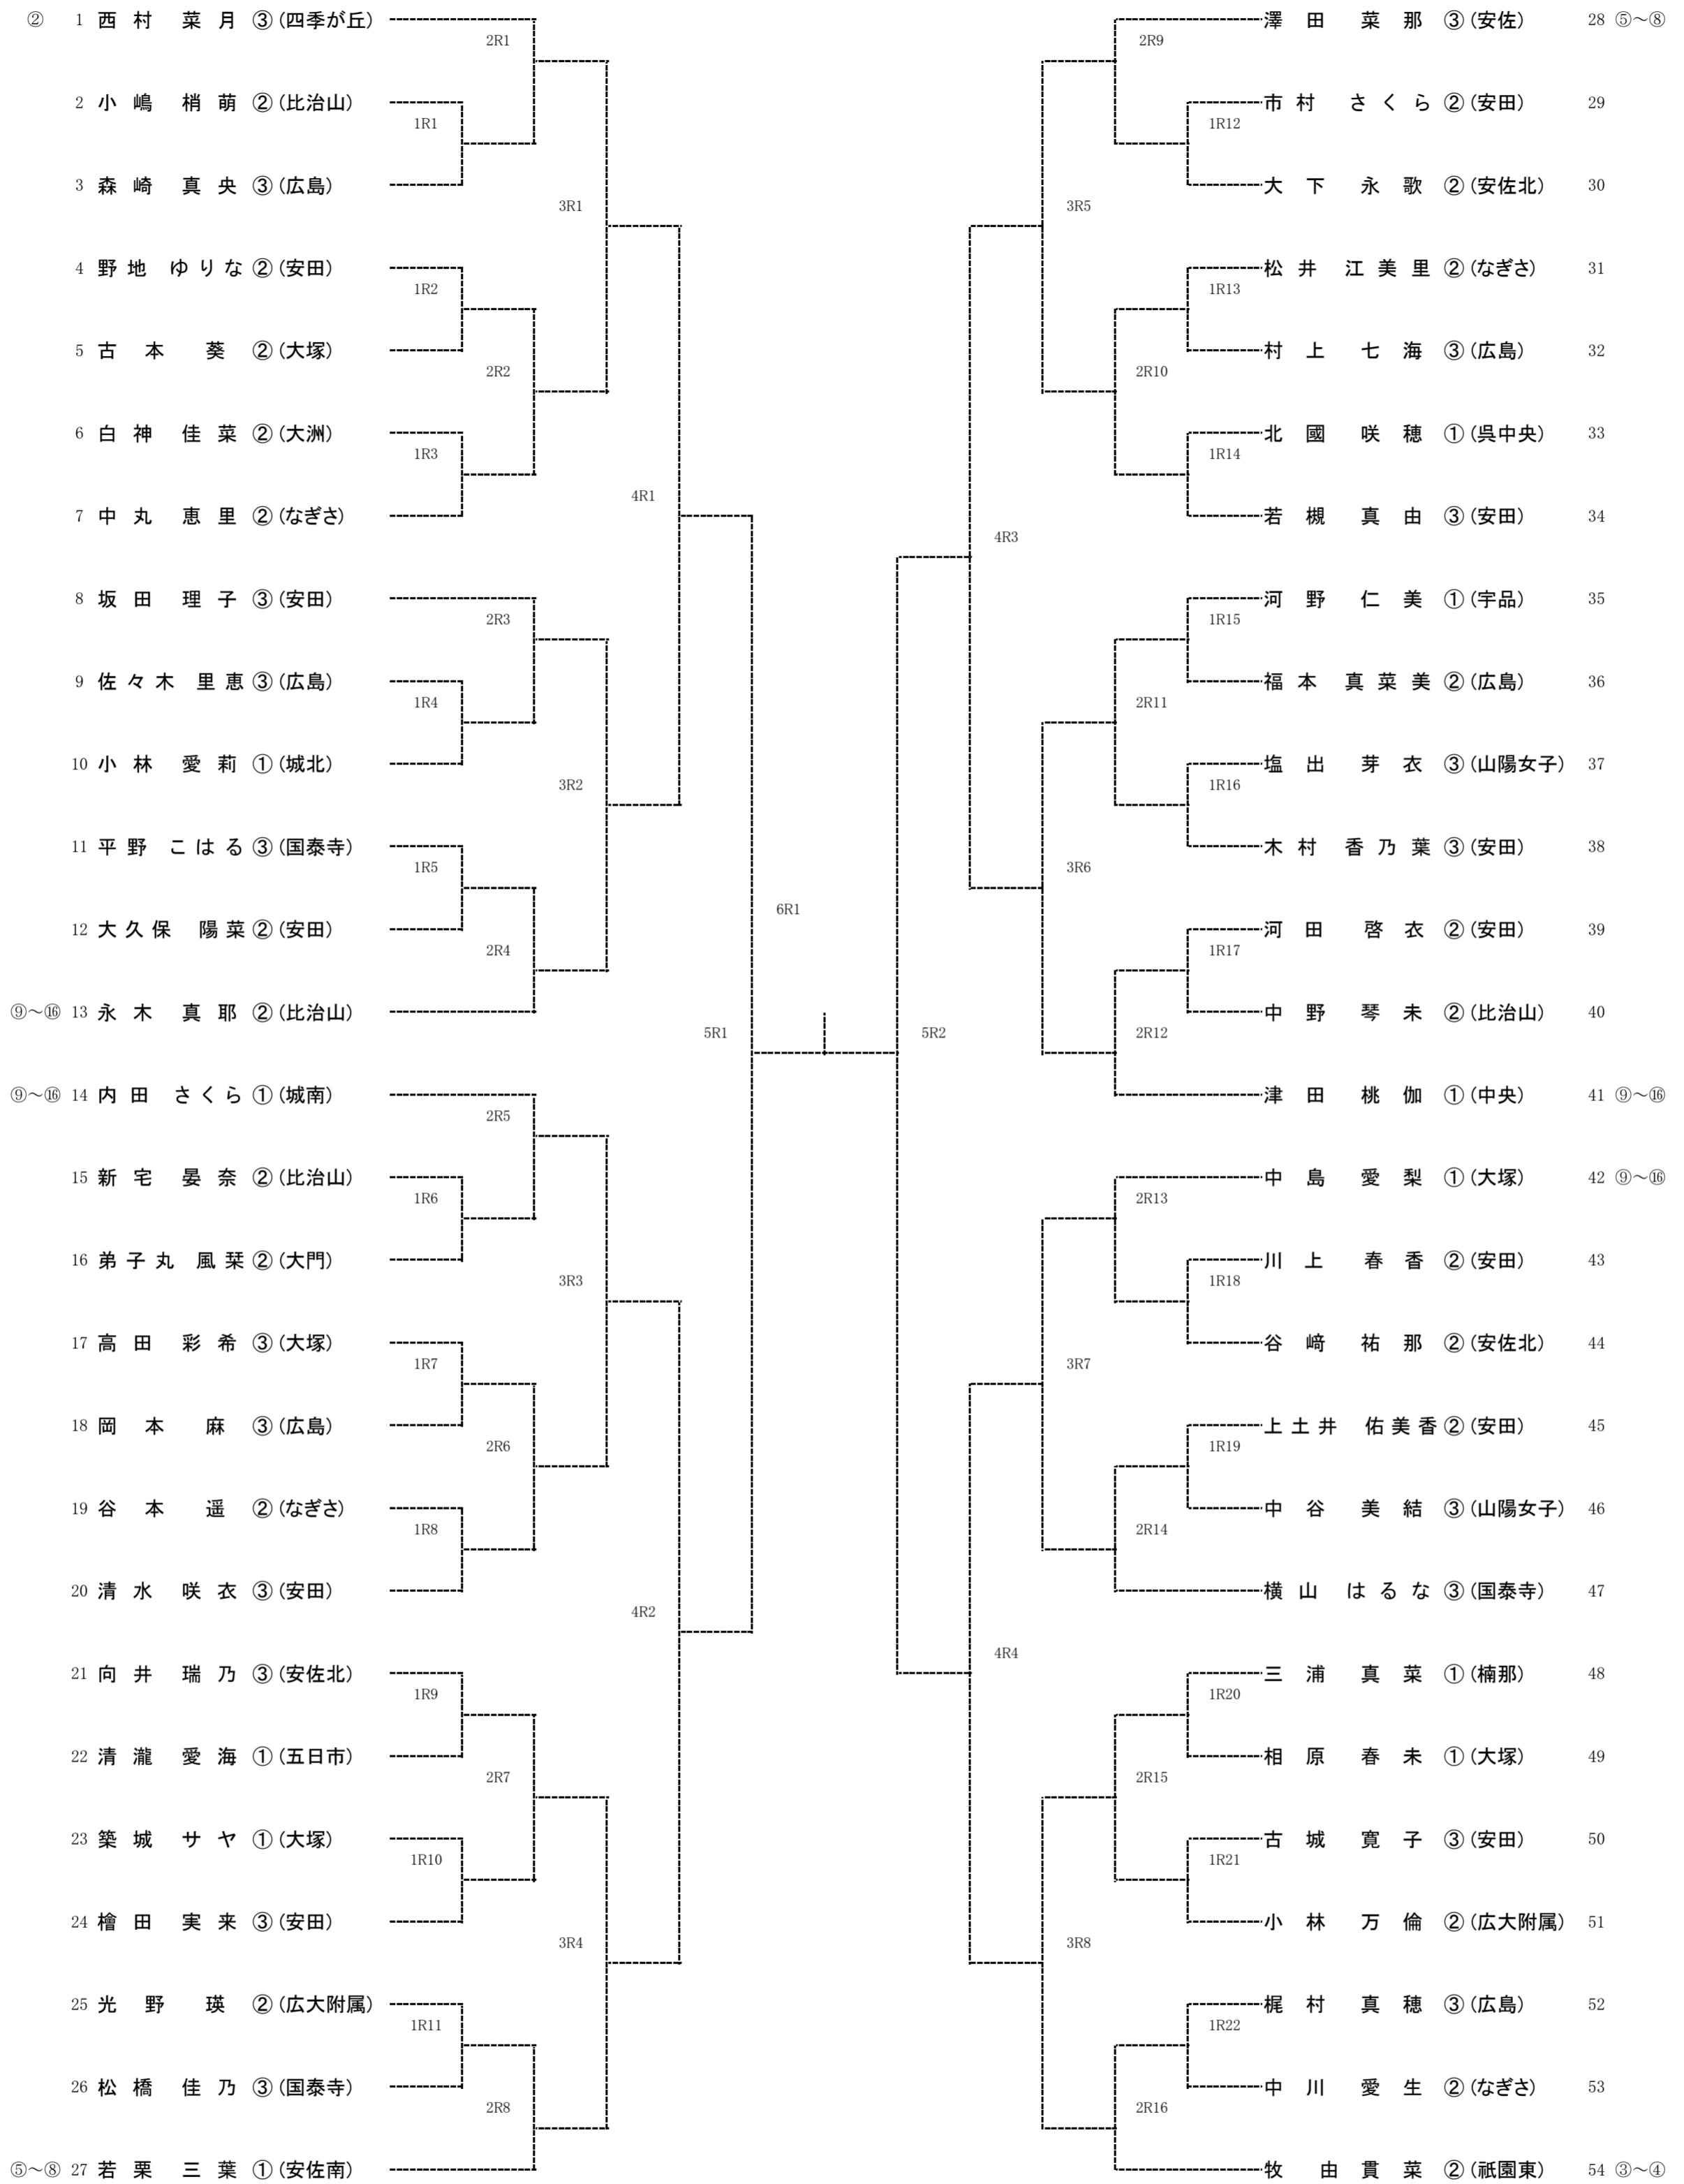 ② 1 西村 菜月 ③ (四季が丘)
2R1
2 小嶋 梢萌 ② (比治山)
1R1
3 森崎 真央 ③ (広島)
3R1
4 野地 ゆりな ② (安田)
1R2
5 古本 葵 ② (大塚)
2R2
6 白神 佳菜 ② (大洲)
1R3
4R1
7 中丸 恵里 ② (なぎさ)
8 坂田 理子 ③ (安田)
2R3
9 佐々木 里恵 ③ (広島)
1R4
10 小林 愛莉 ① (城北)
3R2
11 平野 こはる ③ (国泰寺)
1R5
6R1
12 大久保 陽菜 ② (安田)
2R4
⑨～⑯ 13 永木 真耶 ② (比治山)
5R1
⑨～⑯ 14 内田 さくら ① (城南)
2R5
15 新宅 晏奈 ② (比治山)
1R6
16 弟子丸 風栞 ② (大門)
3R3
17 高田 彩希 ③ (大塚)
1R7
18 岡本 麻 ③ (広島)
2R6
19 谷本 遥 ② (なぎさ)
1R8
20 清水 咲衣 ③ (安田)
4R2
21 向井 瑞乃 ③ (安佐北)
1R9
22 清瀧 愛海 ① (五日市)
2R7
23 築城 サヤ ① (大塚)
1R10
24 檜田 実来 ③ (安田)
3R4
25 光野 瑛 ② (広大附属)
1R11
26 松橋 佳乃 ③ (国泰寺)
2R8
⑤～⑧ 27 若栗 三葉 ① (安佐南)
澤田 菜那 ③ (安佐) 28 ⑤～⑧
2R9
市村 さくら ② (安田) 29
1R12
大下 永歌 ② (安佐北) 30
3R5
松井 江美里 ② (なぎさ) 31
1R13
村上 七海 ③ (広島) 32
2R10
北國 咲穂 ① (呉中央) 33
1R14
若槻 真由 ③ (安田) 34
4R3
河野 仁美 ① (宇品) 35
1R15
福本 真菜美 ② (広島) 36
2R11
塩出 芽衣 ③ (山陽女子) 37
1R16
木村 香乃葉 ③ (安田) 38
3R6
河田 啓衣 ② (安田) 39
1R17
中野 琴未 ② (比治山) 40
5R2
2R12
津田 桃伽 ① (中央) 41 ⑨～⑯
中島 愛梨 ① (大塚) 42 ⑨～⑯
2R13
川上 春香 ② (安田) 43
1R18
谷﨑 祐那 ② (安佐北) 44
3R7
上土井 佑美香 ② (安田) 45
1R19
中谷 美結 ③ (山陽女子) 46
2R14
横山 はるな ③ (国泰寺) 47
4R4
三浦 真菜 ① (楠那) 48
1R20
相原 春未 ① (大塚) 49
2R15
古城 寛子 ③ (安田) 50
1R21
小林 万倫 ② (広大附属) 51
3R8
梶村 真穂 ③ (広島) 52
1R22
中川 愛生 ② (なぎさ) 53
2R16
牧 由貫菜 ② (祇園東) 54 ③～④